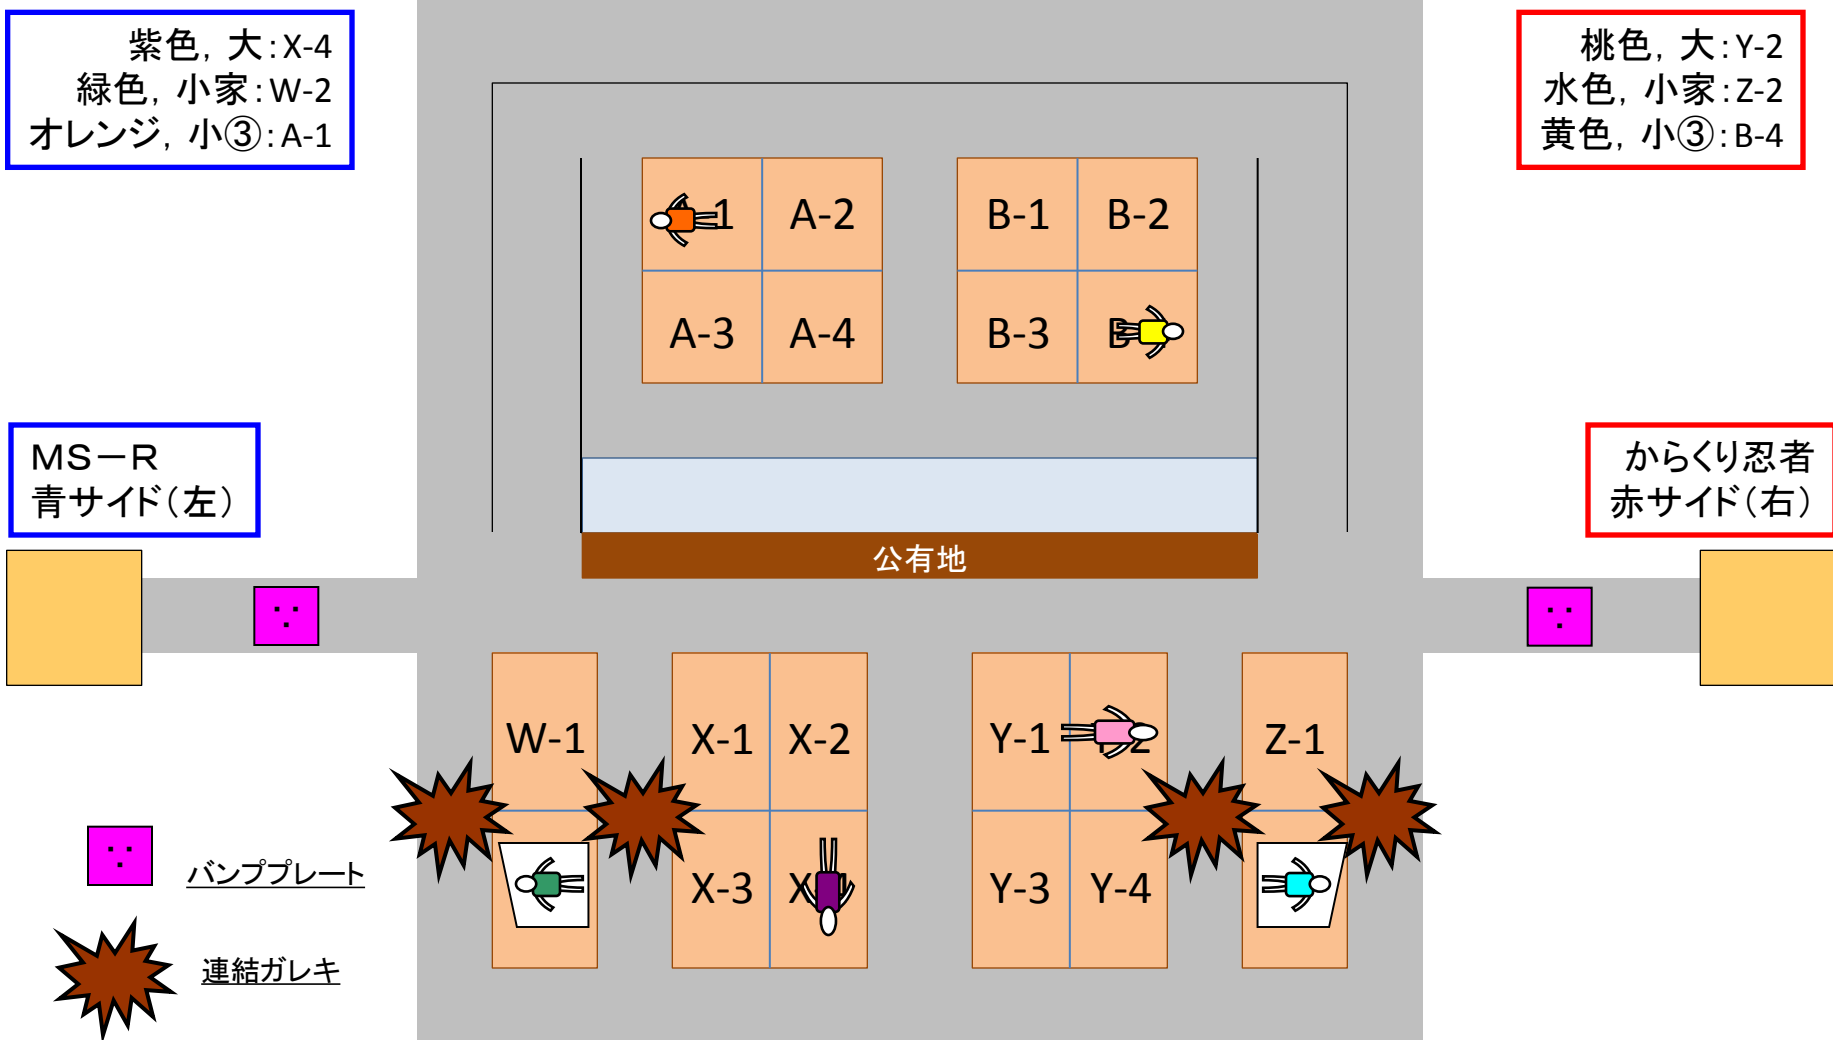 紫色，大：X-4
緑色，小家：W-2
オレンジ，小③：A-1
桃色，大：Y-2
水色，小家：Z-2
黄色，小③：B-4
A-2
B-1
B-2
A-3
A-4
B-3
MS－R
青サイド（左）
からくり忍者
赤サイド（右）
公有地
W-1
X-1
X-2
Y-1
Z-1
X-3
Y-3
Y-4
バンププレート
連結ガレキ